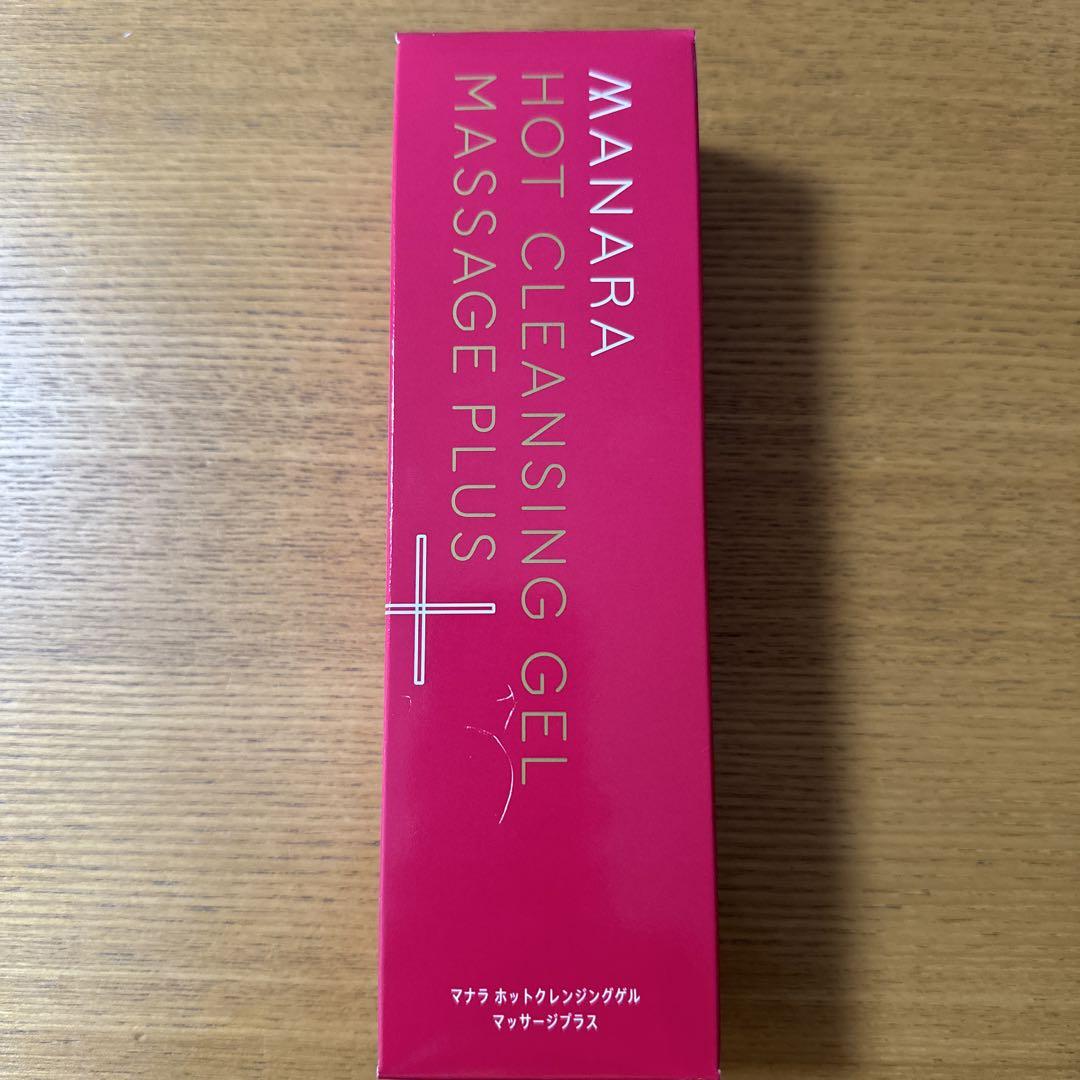 MANARA
HOT CLEANSING GEL
MASSAGE PLUS
マナラ ホットクレンジングゲル
マッサージプラス